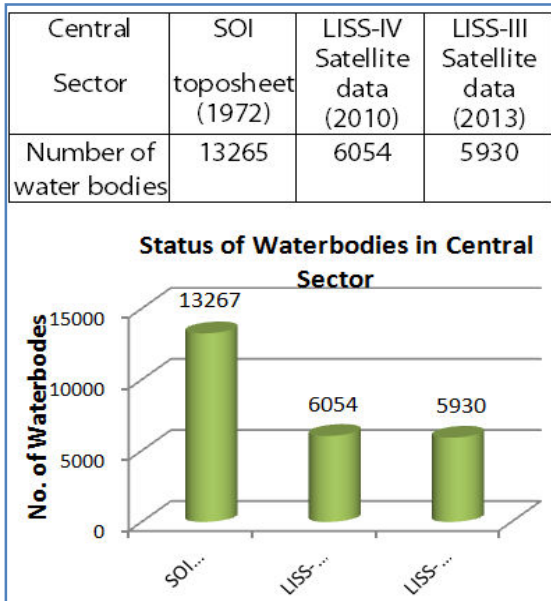 Central Sector SOI toposheet (1972) LISS-IV Satellite data (2010) LISS-III Satellite data (2013)
Number of water bodies 13265 6054 5930
Status of Waterbodies in Central
Sector
No. of Waterbodes
15000
10000
5000
0
13267
6054
5930
SOI...
LISS-...
LISS-...